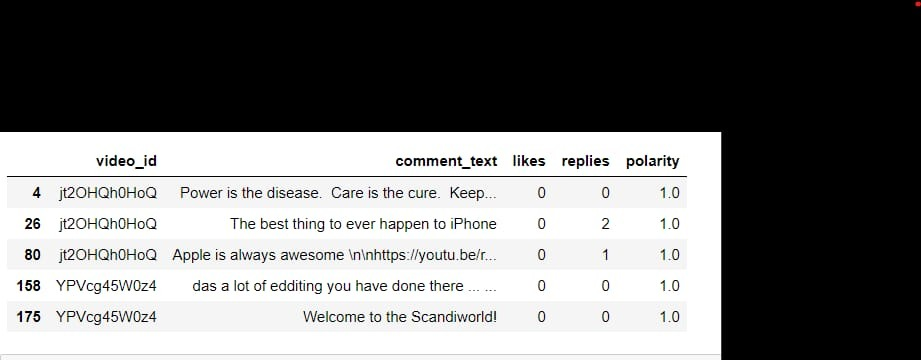 video_id comment_text likes replies polarity
4 jt2OHQh0HoQ Power is the disease. Care is the cure. Keep... 0 0 1.0
26 jt2OHQh0HoQ The best thing to ever happen to iPhone 0 2 1.0
80 jt2OHQh0HoQ Apple is always awesome \n\nhttps://youtu.be/r... 0 1 1.0
158 YPVcg45W0z4 das a lot of edditing you have done there ... ... 0 0 1.0
175 YPVcg45W0z4 Welcome to the Scandiworld! 0 0 1.0